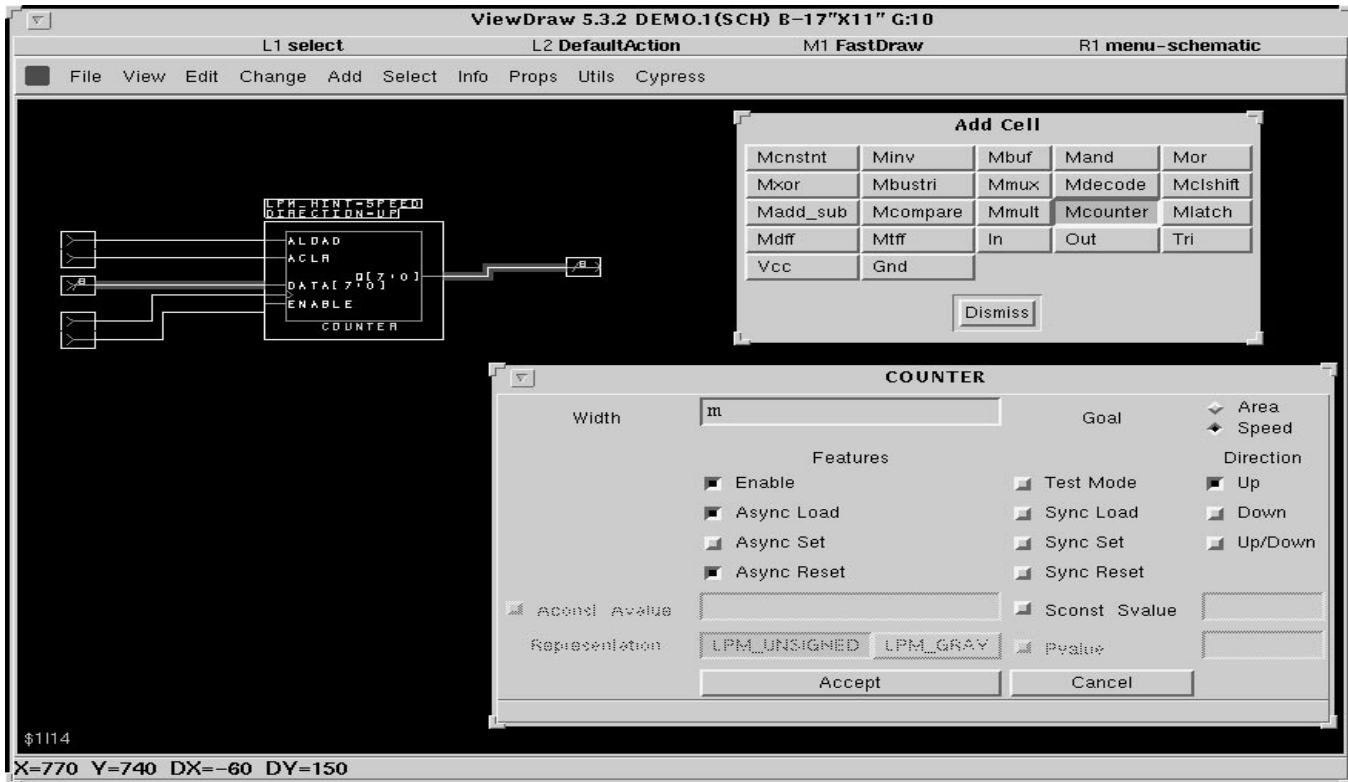 ViewDraw 5.3.2 DEMO.1(SCH) B-17"X11" G:10
L1 select L2 DefaultAction M1 FastDraw R1 menu-schematic
File View Edit Change Add Select Info Props Utils Cypress
Add Cell
Mcnstnt Minv Mbuf Mand Mor
Mxor Mbustri Mmux Mdecode Mclshift
Madd_sub Mcompare Mmult Mcounter Mlatch
Mdff Mtff In Out Tri
Vcc Gnd
Dismiss
LPM_HINT=SPEED
DIRECTION=UP
ALOAD
ACLR
Q[7:0]
DATA[7:0]
ENABLE
COUNTER
8
8
COUNTER
Width m Goal Area
Speed
Features Direction
Enable Test Mode Up
Async Load Sync Load Down
Async Set Sync Set Up/Down
Async Reset Sync Reset
Aconst Avalue Sconst Svalue
Representation LPM_UNSIGNED LPM_GRAY Pvalue
Accept Cancel
$1I14
X=770 Y=740 DX=-60 DY=150